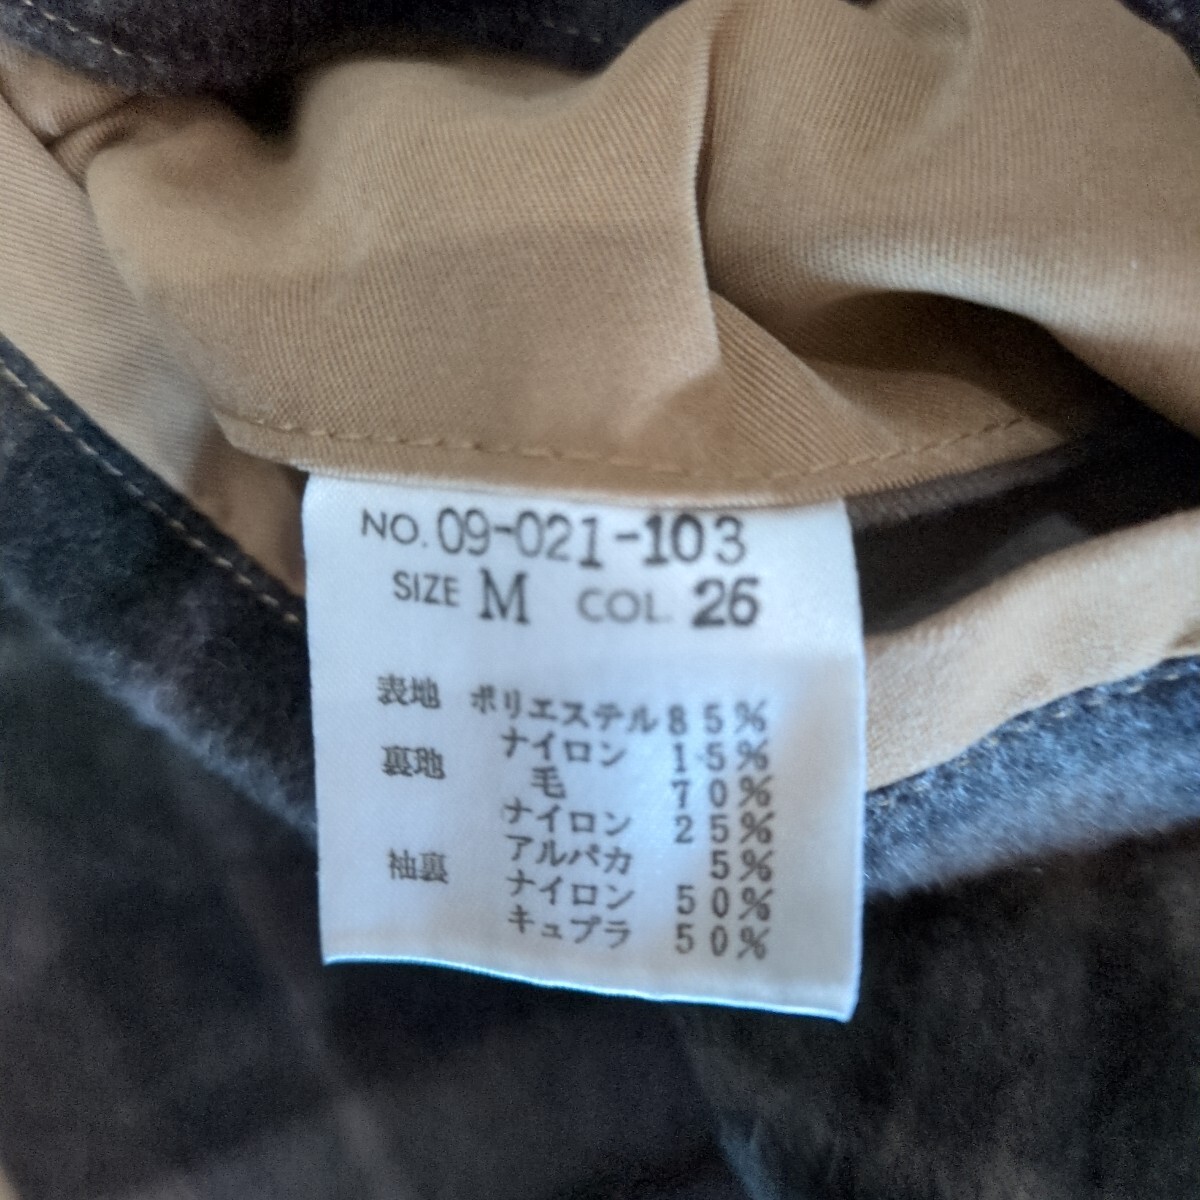 NO. 09-021-103
SIZE M COL. 26
表地 ポリエステル 85%
ナイロン 15%
裏地 毛 70%
ナイロン 25%
アルパカ 5%
袖裏 ナイロン 50%
キュプラ 50%